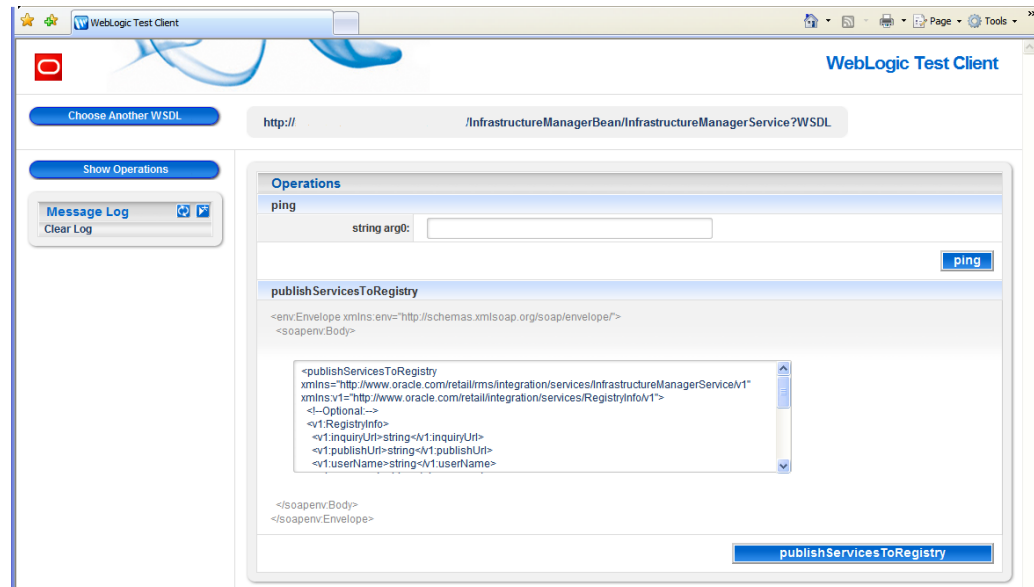 WebLogic Test Client
Page
Tools
»
WebLogic Test Client
Choose Another WSDL
http:// /InfrastructureManagerBean/InfrastructureManagerService?WSDL
Show Operations
Message Log
Clear Log
Operations
ping
string arg0:
ping
publishServicesToRegistry
<env:Envelope xmlns:env="http://schemas.xmlsoap.org/soap/envelope/">
<soapenv:Body>
<publishServicesToRegistry
xmlns="http://www.oracle.com/retail/rms/integration/services/InfrastructureManagerService/v1"
xmlns:v1="http://www.oracle.com/retail/integration/services/RegistryInfo/v1">
<!--Optional:-->
<v1:RegistryInfo>
<v1:inquiryUrl>string</v1:inquiryUrl>
<v1:publishUrl>string</v1:publishUrl>
<v1:userName>string</v1:userName>
</soapenv:Body>
</soapenv:Envelope>
publishServicesToRegistry